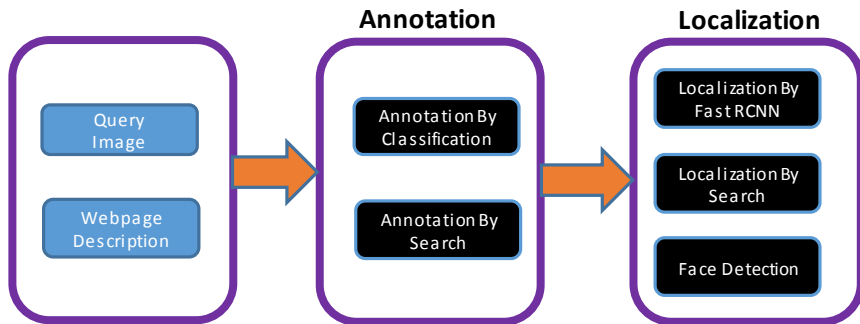 Annotation
Localization
Query
Image
Webpage
Description
Annotation By
Classification
Annotation By
Search
Localization By
Fast RCNN
Localization By
Search
Face Detection